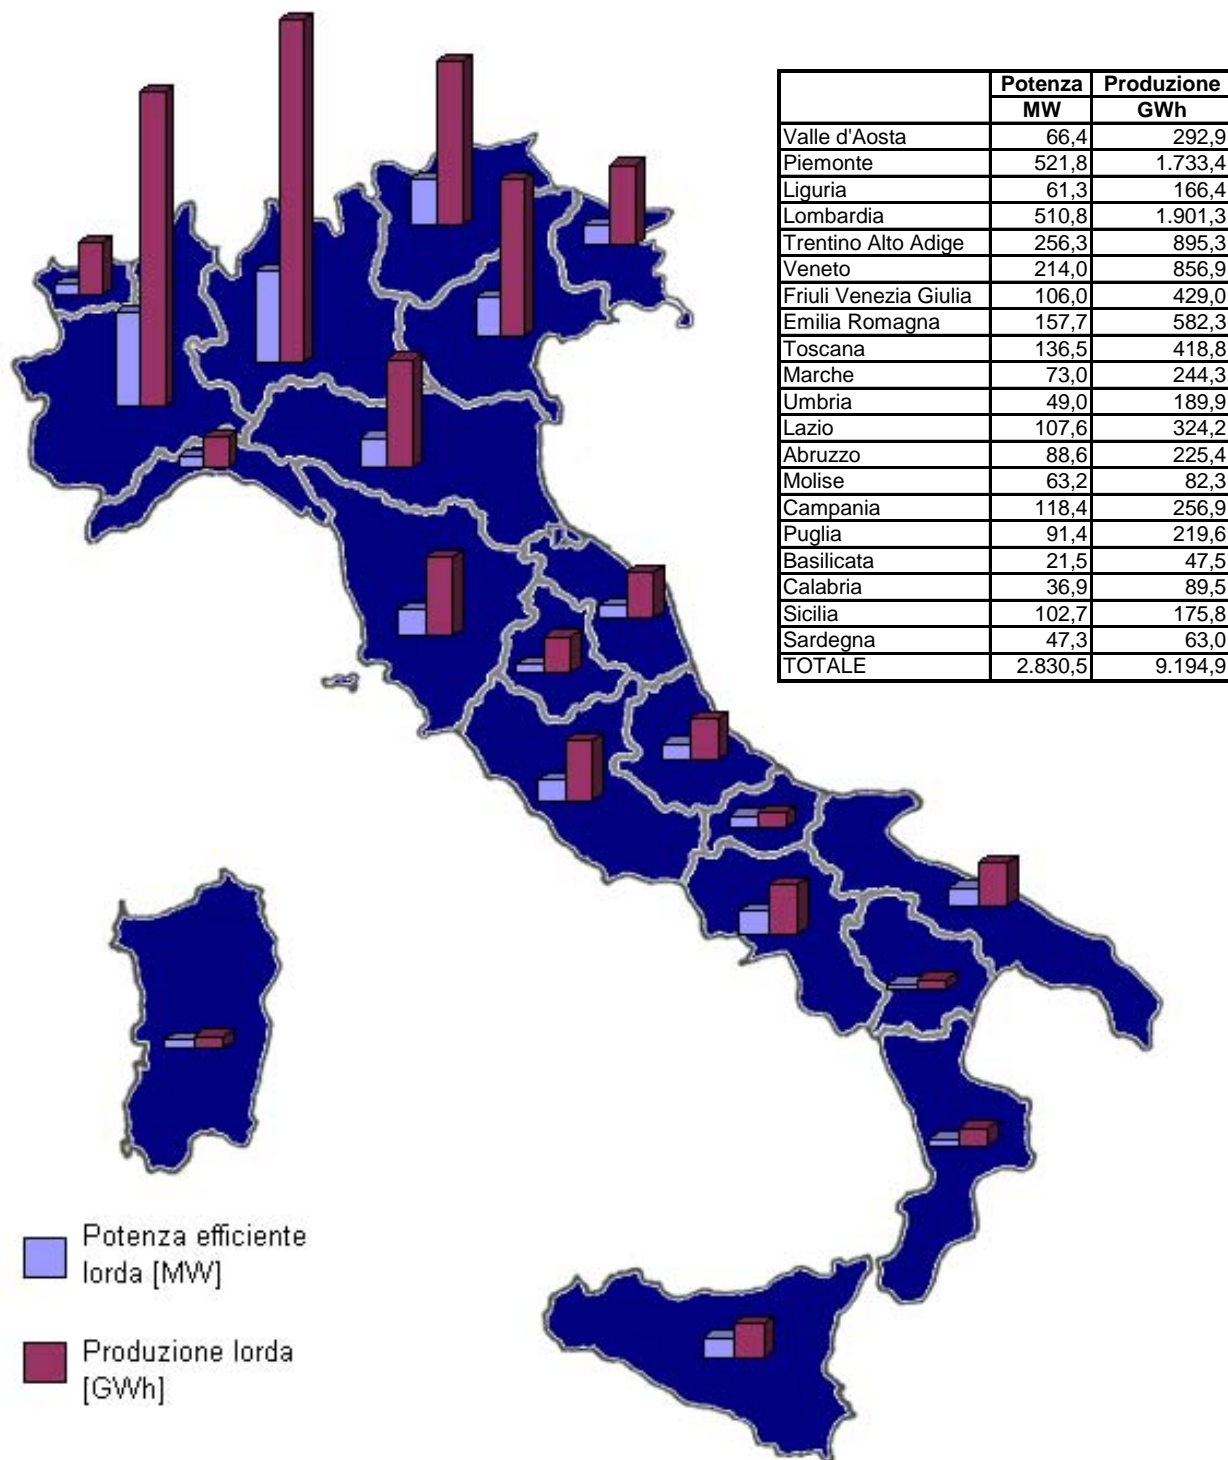 Potenza Produzione
MW GWh
Valle d'Aosta 66,4 292,9
Piemonte 521,8 1.733,4
Liguria 61,3 166,4
Lombardia 510,8 1.901,3
Trentino Alto Adige 256,3 895,3
Veneto 214,0 856,9
Friuli Venezia Giulia 106,0 429,0
Emilia Romagna 157,7 582,3
Toscana 136,5 418,8
Marche 73,0 244,3
Umbria 49,0 189,9
Lazio 107,6 324,2
Abruzzo 88,6 225,4
Molise 63,2 82,3
Campania 118,4 256,9
Puglia 91,4 219,6
Basilicata 21,5 47,5
Calabria 36,9 89,5
Sicilia 102,7 175,8
Sardegna 47,3 63,0
TOTALE 2.830,5 9.194,9
Potenza efficiente
lorda [MW]
Produzione lorda
[GWh]